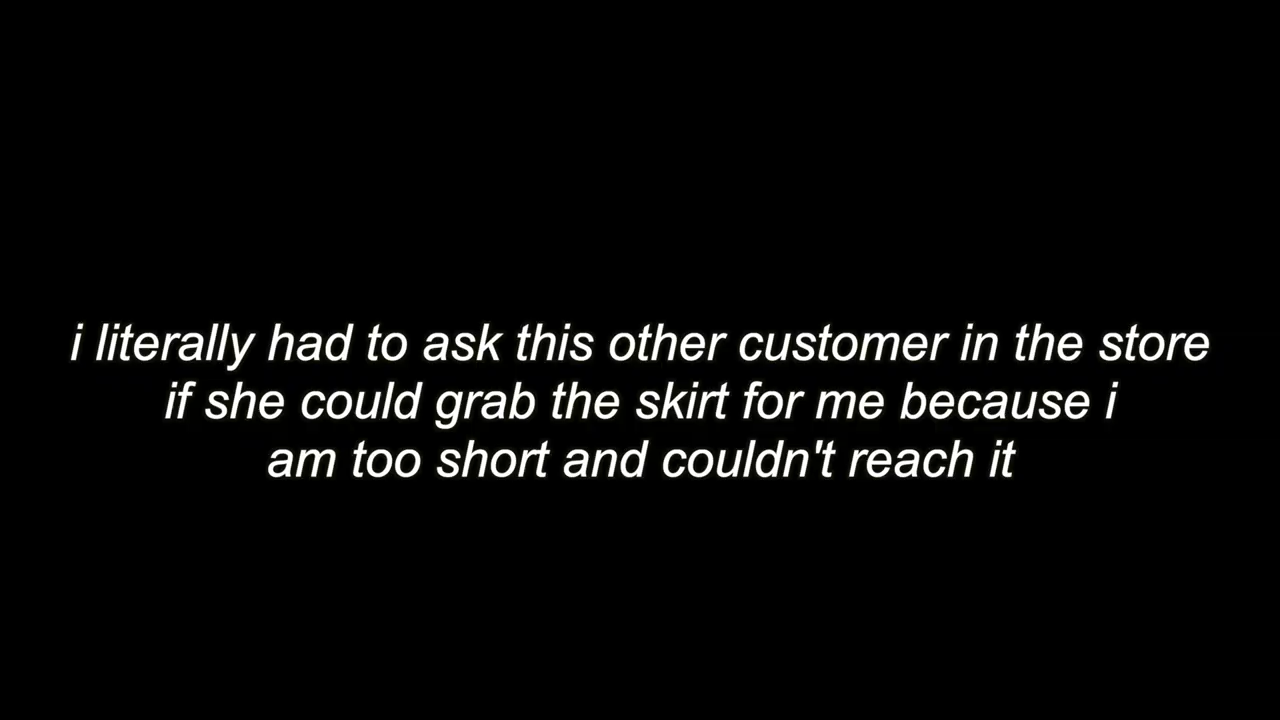 i literally had to ask this other customer in the store
if she could grab the skirt for me because i
am too short and couldn't reach it